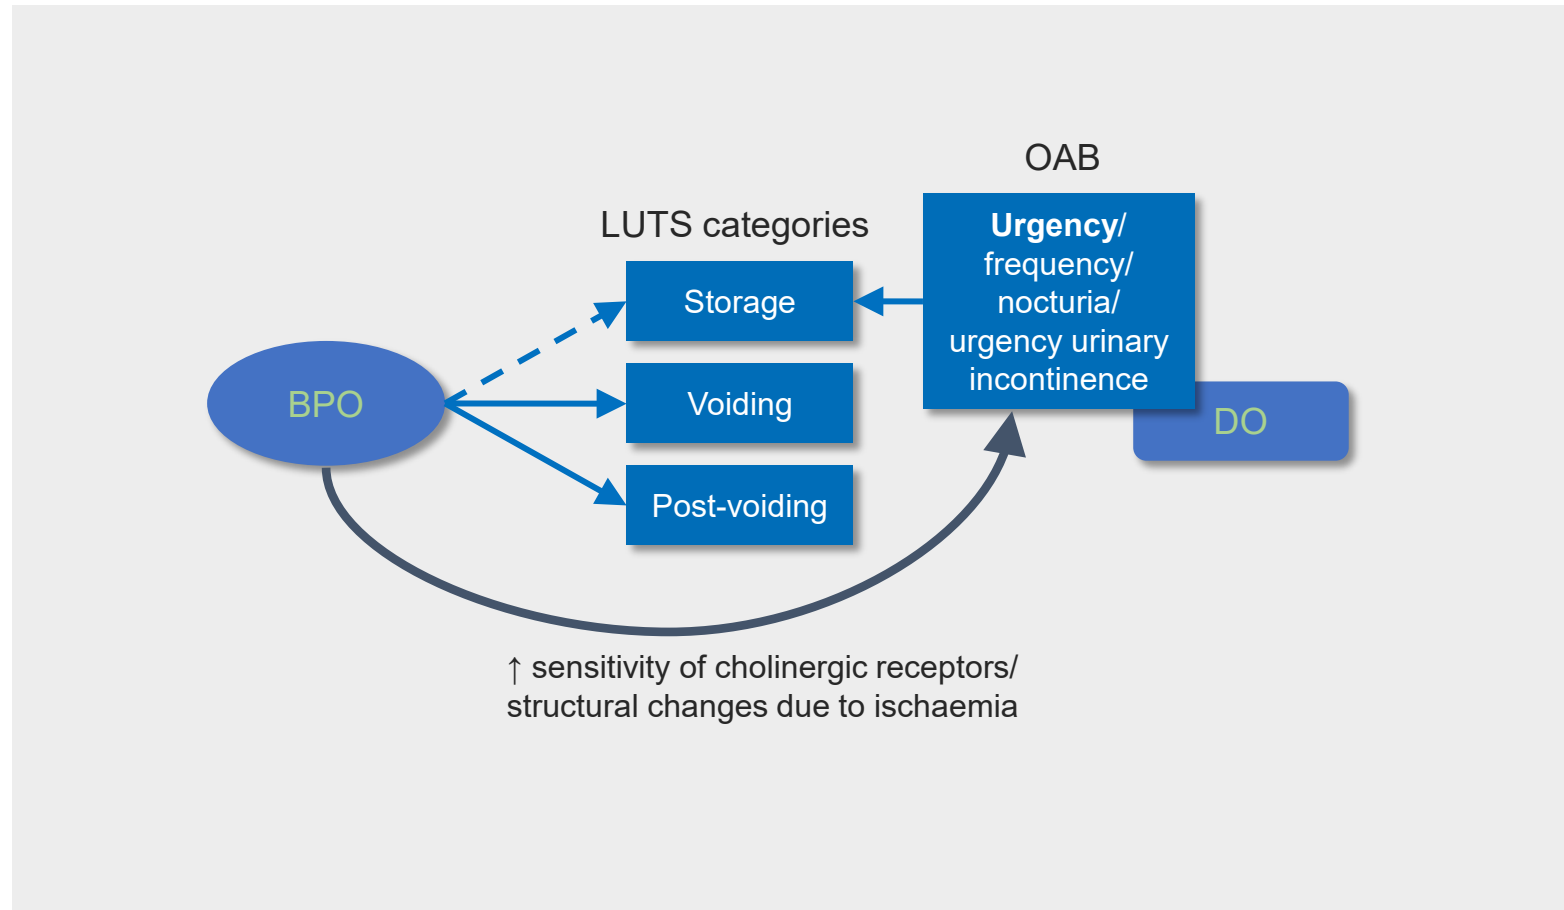 OAB
LUTS categories
Urgency/
frequency/
nocturia/
urgency urinary
incontinence
Storage
BPO
Voiding
DO
Post-voiding
↑ sensitivity of cholinergic receptors/
structural changes due to ischaemia